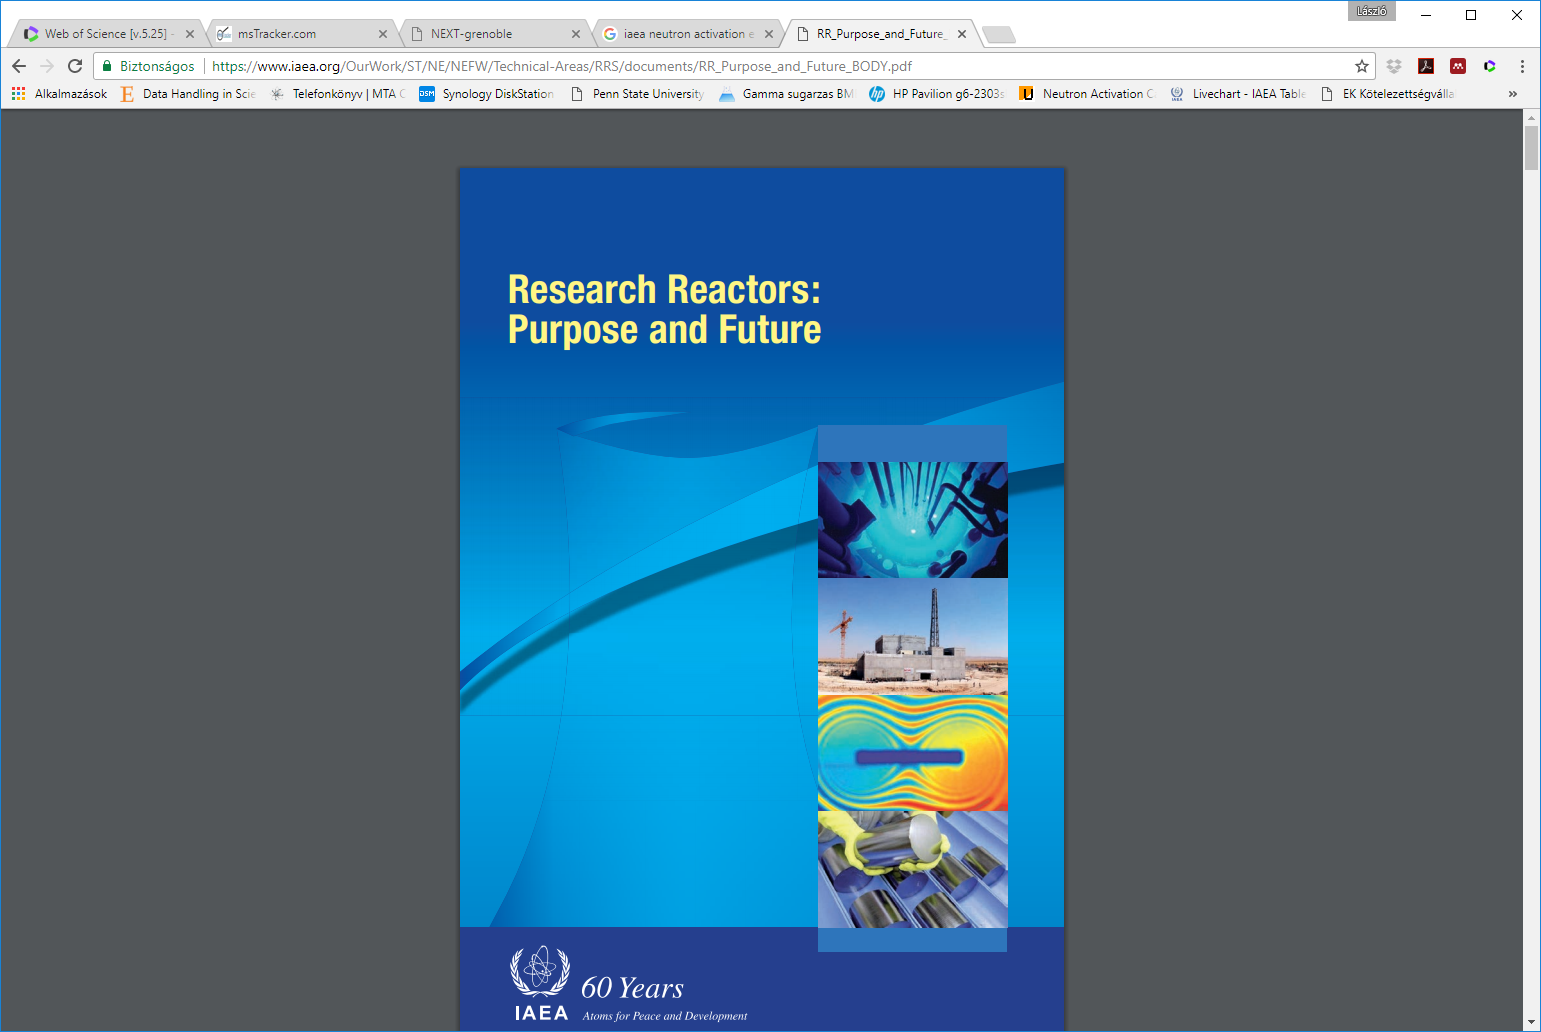 László
Web of Science [v.5.25] -
msTracker.com
NEXT-grenoble
iaea neutron activation
RR_Purpose_and_Future_
Biztonságos
https://www.iaea.org/OurWork/ST/NE/NEFW/Technical-Areas/RRS/documents/RR_Purpose_and_Future_BODY.pdf
Alkalmazások
Data Handling in Scie
Telefonkönyv | MTA
Synology DiskStation
Penn State University
Gamma sugarzas BM
HP Pavilion g6-2303s
Neutron Activation
Livechart - IAEA Table
EK Kötelezettségvállal
Research Reactors:
Purpose and Future
IAEA
60 Years
Atoms for Peace and Development